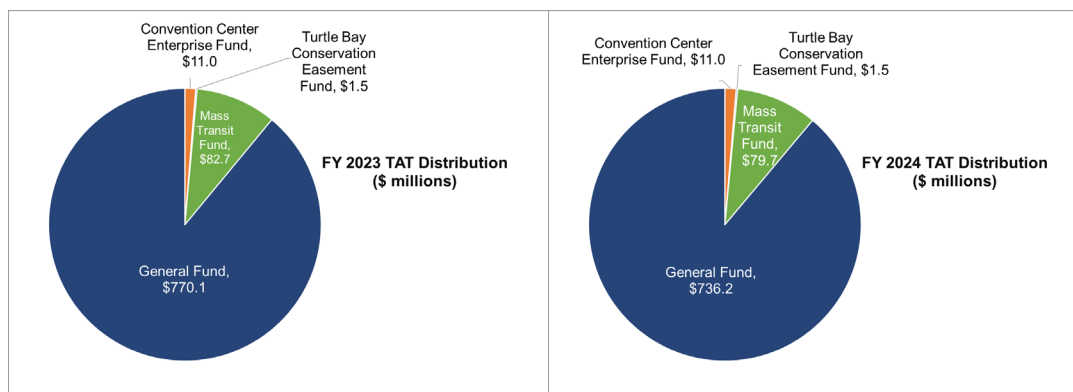 Convention Center
Enterprise Fund,
$11.0
Turtle Bay
Conservation
Easement
Fund, $1.5
Mass
Transit
Fund,
$82.7
FY 2023 TAT Distribution
($ millions)
General Fund,
$770.1
Convention Center
Enterprise Fund, $11.0
Turtle Bay
Conservation
Easement Fund, $1.5
Mass
Transit
Fund,
$79.7
FY 2024 TAT Distribution
($ millions)
General Fund,
$736.2